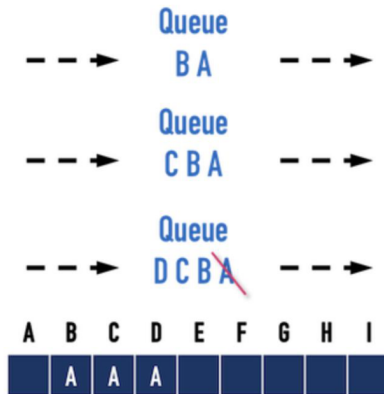 Queue
B A
Queue
C B A
Queue
D C B A
A B C D E F G H I
A A A